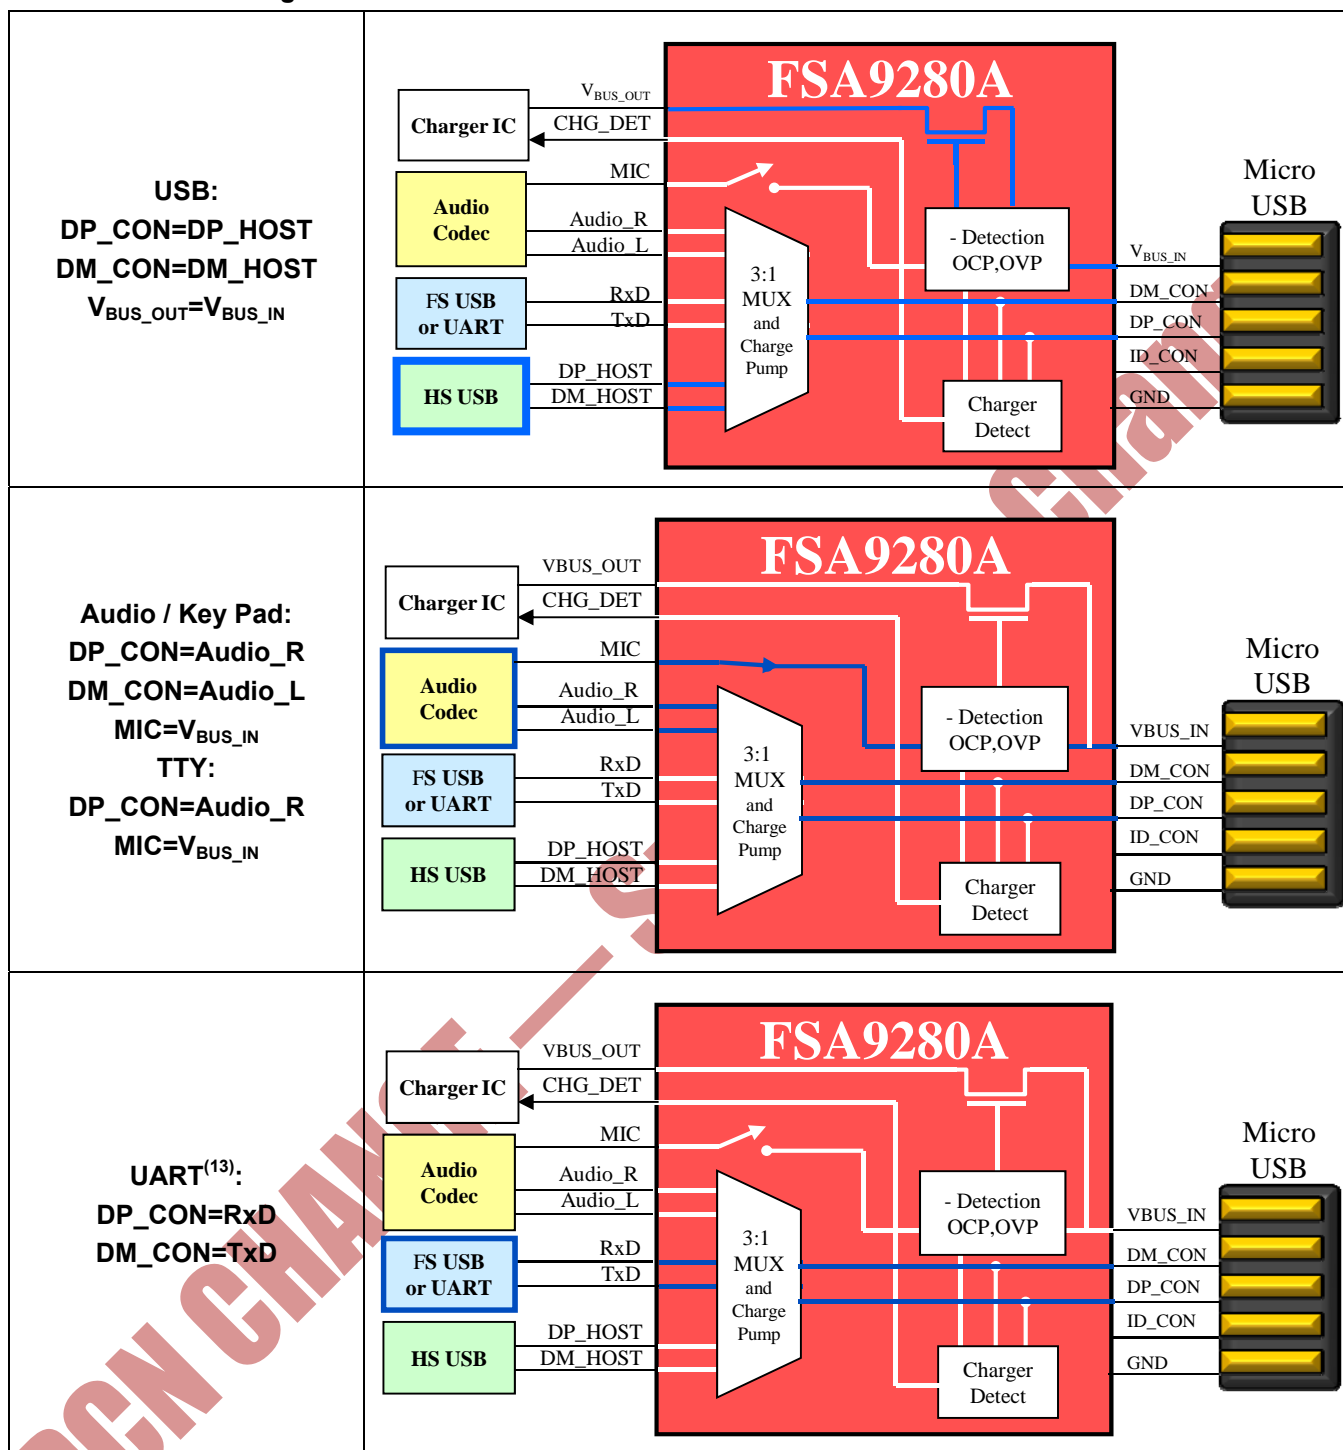 USB:
DP_CON=DP_HOST
DM_CON=DM_HOST
VBUS_OUT=VBUS_IN
FSA9280A
VBUS_OUT
Charger IC
CHG_DET
MIC
Audio
Codec
Audio_R
Audio_L
FS USB
or UART
RxD
TxD
HS USB
DP_HOST
DM_HOST
3:1
MUX
and
Charge
Pump
- Detection
OCP,OVP
Charger
Detect
Micro
USB
VBUS_IN
DM_CON
DP_CON
ID_CON
GND
Audio / Key Pad:
DP_CON=Audio_R
DM_CON=Audio_L
MIC=VBUS_IN
TTY:
DP_CON=Audio_R
MIC=VBUS_IN
FSA9280A
VBUS_OUT
Charger IC
CHG_DET
MIC
Audio
Codec
Audio_R
Audio_L
FS USB
or UART
RxD
TxD
HS USB
DP_HOST
DM_HOST
3:1
MUX
and
Charge
Pump
- Detection
OCP,OVP
Charger
Detect
Micro
USB
VBUS_IN
DM_CON
DP_CON
ID_CON
GND
UART(13):
DP_CON=RxD
DM_CON=TxD
FSA9280A
VBUS_OUT
Charger IC
CHG_DET
MIC
Audio
Codec
Audio_R
Audio_L
FS USB
or UART
RxD
TxD
HS USB
DP_HOST
DM_HOST
3:1
MUX
and
Charge
Pump
- Detection
OCP,OVP
Charger
Detect
Micro
USB
VBUS_IN
DM_CON
DP_CON
ID_CON
GND